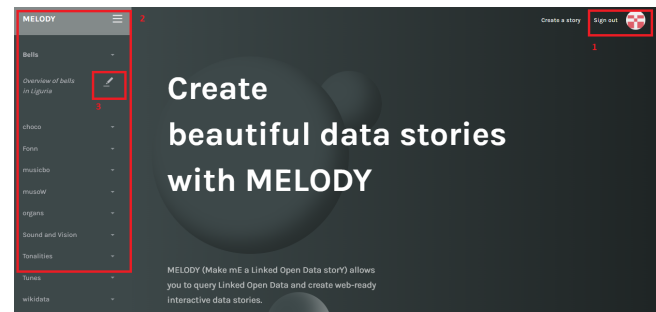 MELODY
2
Create a story
Sign out
1
Bells
Overview of bells
in Liguria
3
choco
Fonn
musicbo
musoW
organs
Sound and Vision
Tonalities
Tunes
wikidata
Create
beautiful data stories
with MELODY
MELODY (Make mE a Linked Open Data storY) allows
you to query Linked Open Data and create web-ready
interactive data stories.